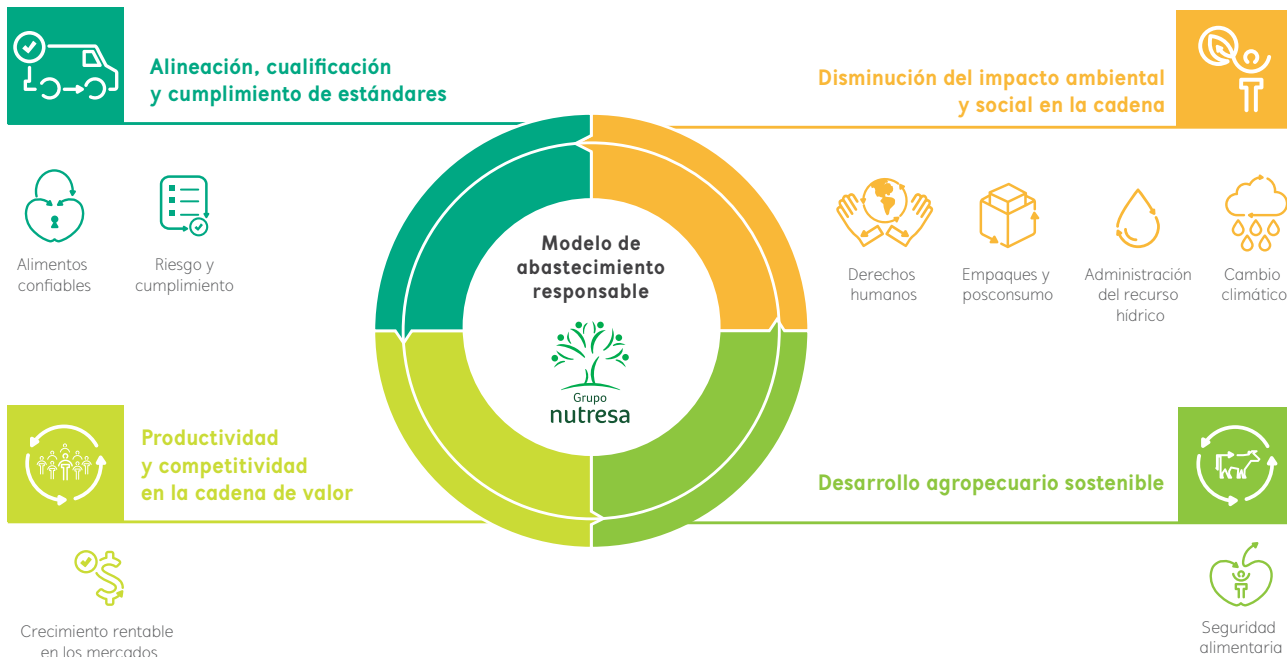 Alineación, cualificación
y cumplimiento de estándares
Disminución del impacto ambiental
y social en la cadena
Alimentos
confiables
Riesgo y
cumplimiento
Modelo de
abastecimiento
responsable
Grupo
nutresa
Derechos
humanos
Empaques y
posconsumo
Administración
del recurso
hídrico
Cambio
climático
Productividad
y competitividad
en la cadena de valor
Desarrollo agropecuario sostenible
Crecimiento rentable
en los mercados
Seguridad
alimentaria